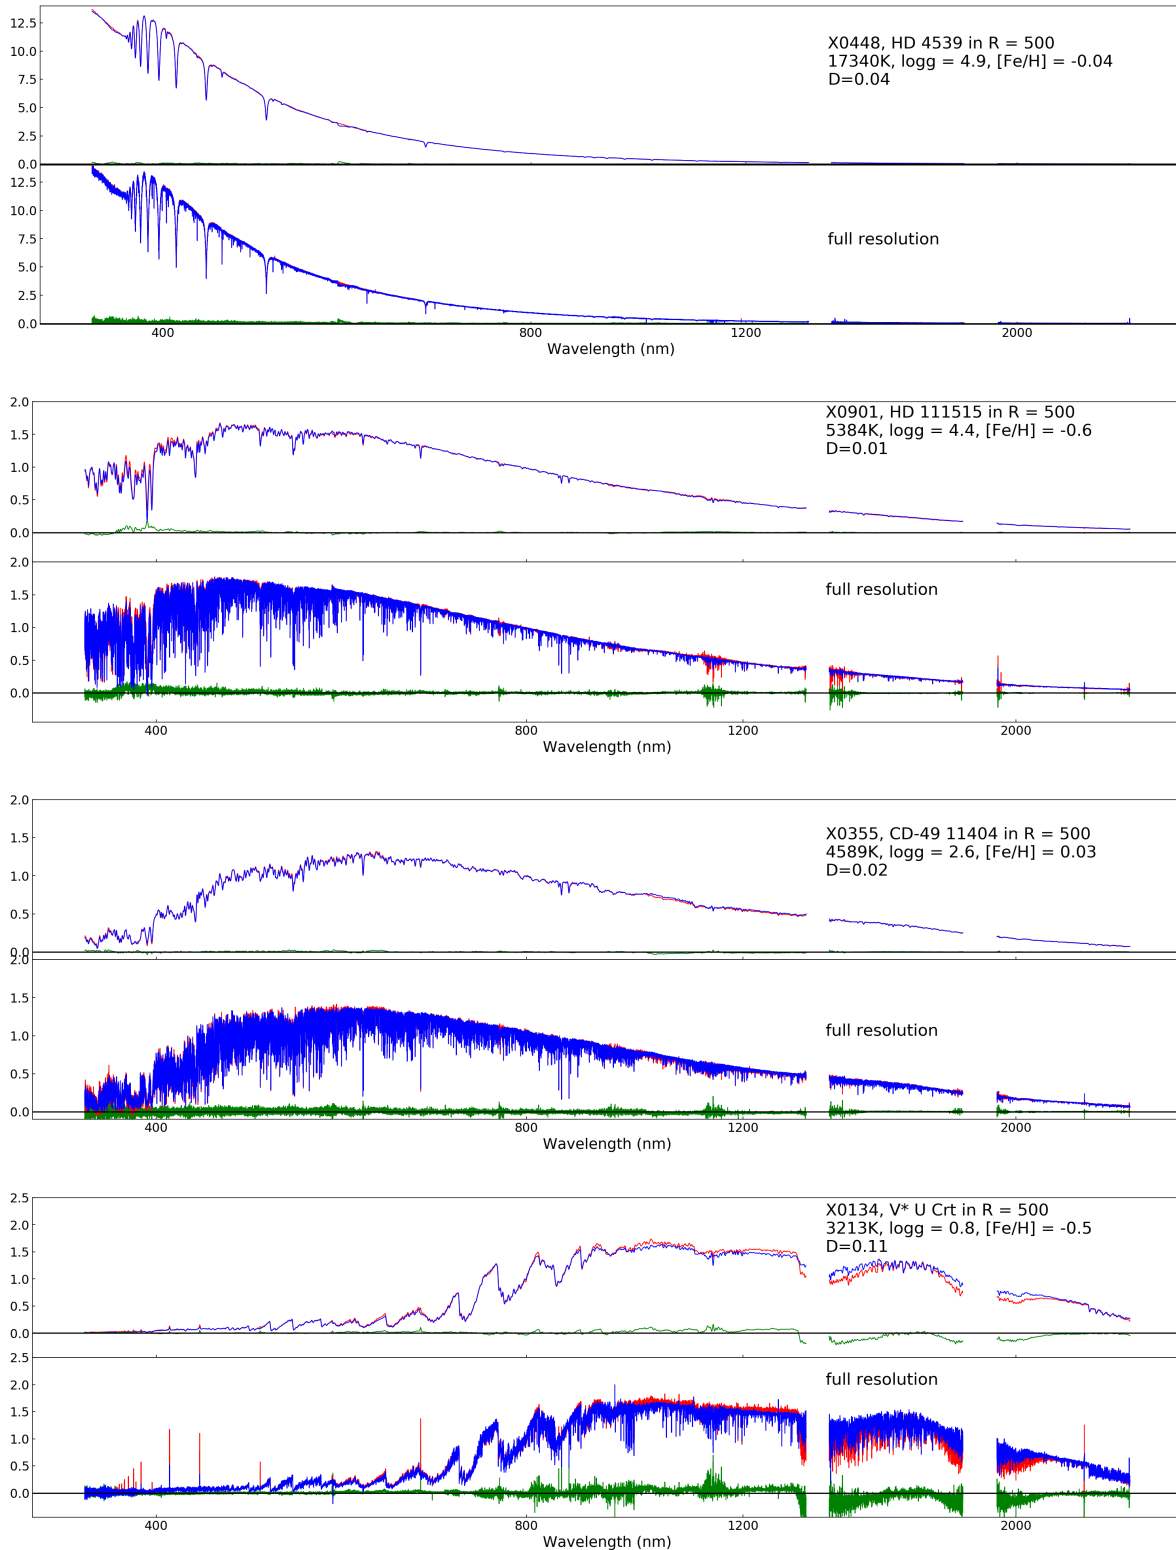 12.5
10.0
7.5
5.0
2.5
0.0
X0448, HD 4539 in R = 500
17340K, logg = 4.9, [Fe/H] = -0.04
D=0.04
12.5
10.0
7.5
5.0
2.5
0.0
full resolution
400 800 1200 2000
Wavelength (nm)
2.0
1.5
1.0
0.5
0.0
X0901, HD 111515 in R = 500
5384K, logg = 4.4, [Fe/H] = -0.6
D=0.01
2.0
1.5
1.0
0.5
0.0
full resolution
400 800 1200 2000
Wavelength (nm)
2.0
1.5
1.0
0.5
0.0
X0355, CD-49 11404 in R = 500
4589K, logg = 2.6, [Fe/H] = 0.03
D=0.02
2.0
1.5
1.0
0.5
0.0
full resolution
400 800 1200 2000
Wavelength (nm)
2.5
2.0
1.5
1.0
0.5
0.0
X0134, V* U Crt in R = 500
3213K, logg = 0.8, [Fe/H] = -0.5
D=0.11
2.5
2.0
1.5
1.0
0.5
0.0
full resolution
400 800 1200 2000
Wavelength (nm)